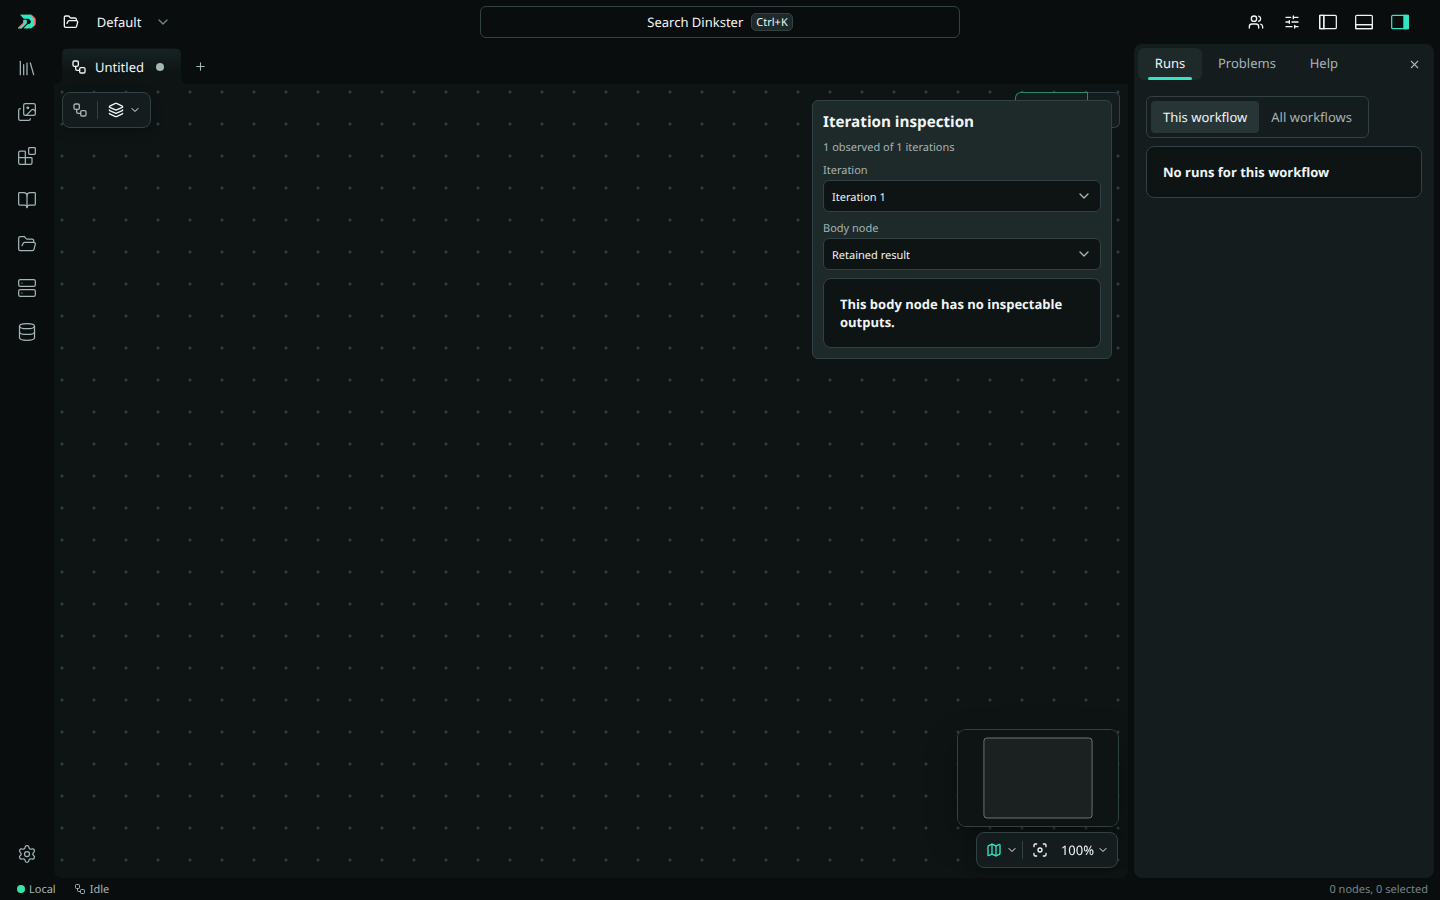 Default
Search Dinkster Ctrl+K
Untitled
Runs Problems Help
This workflow All workflows
No runs for this workflow
Iteration inspection
1 observed of 1 iterations
Iteration
Iteration 1
Body node
Retained result
This body node has no inspectable
outputs.
100%
Local Idle
0 nodes, 0 selected